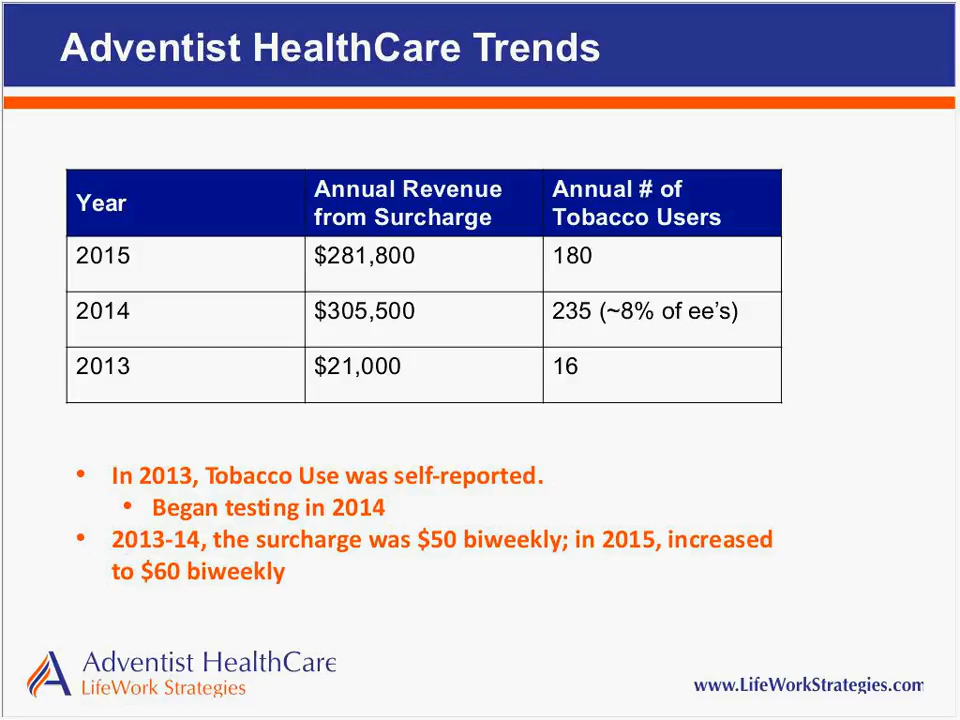 Adventist HealthCare Trends
Year
Annual Revenue
from Surcharge
Annual # of
Tobacco Users
2015
$281,800
180
2014
$305,500
235 (~8% of ee’s)
2013
$21,000
16
• In 2013, Tobacco Use was self-reported.
• Began testing in 2014
• 2013-14, the surcharge was $50 biweekly; in 2015, increased
to $60 biweekly
Adventist HealthCare
LifeWork Strategies
www.LifeWorkStrategies.com